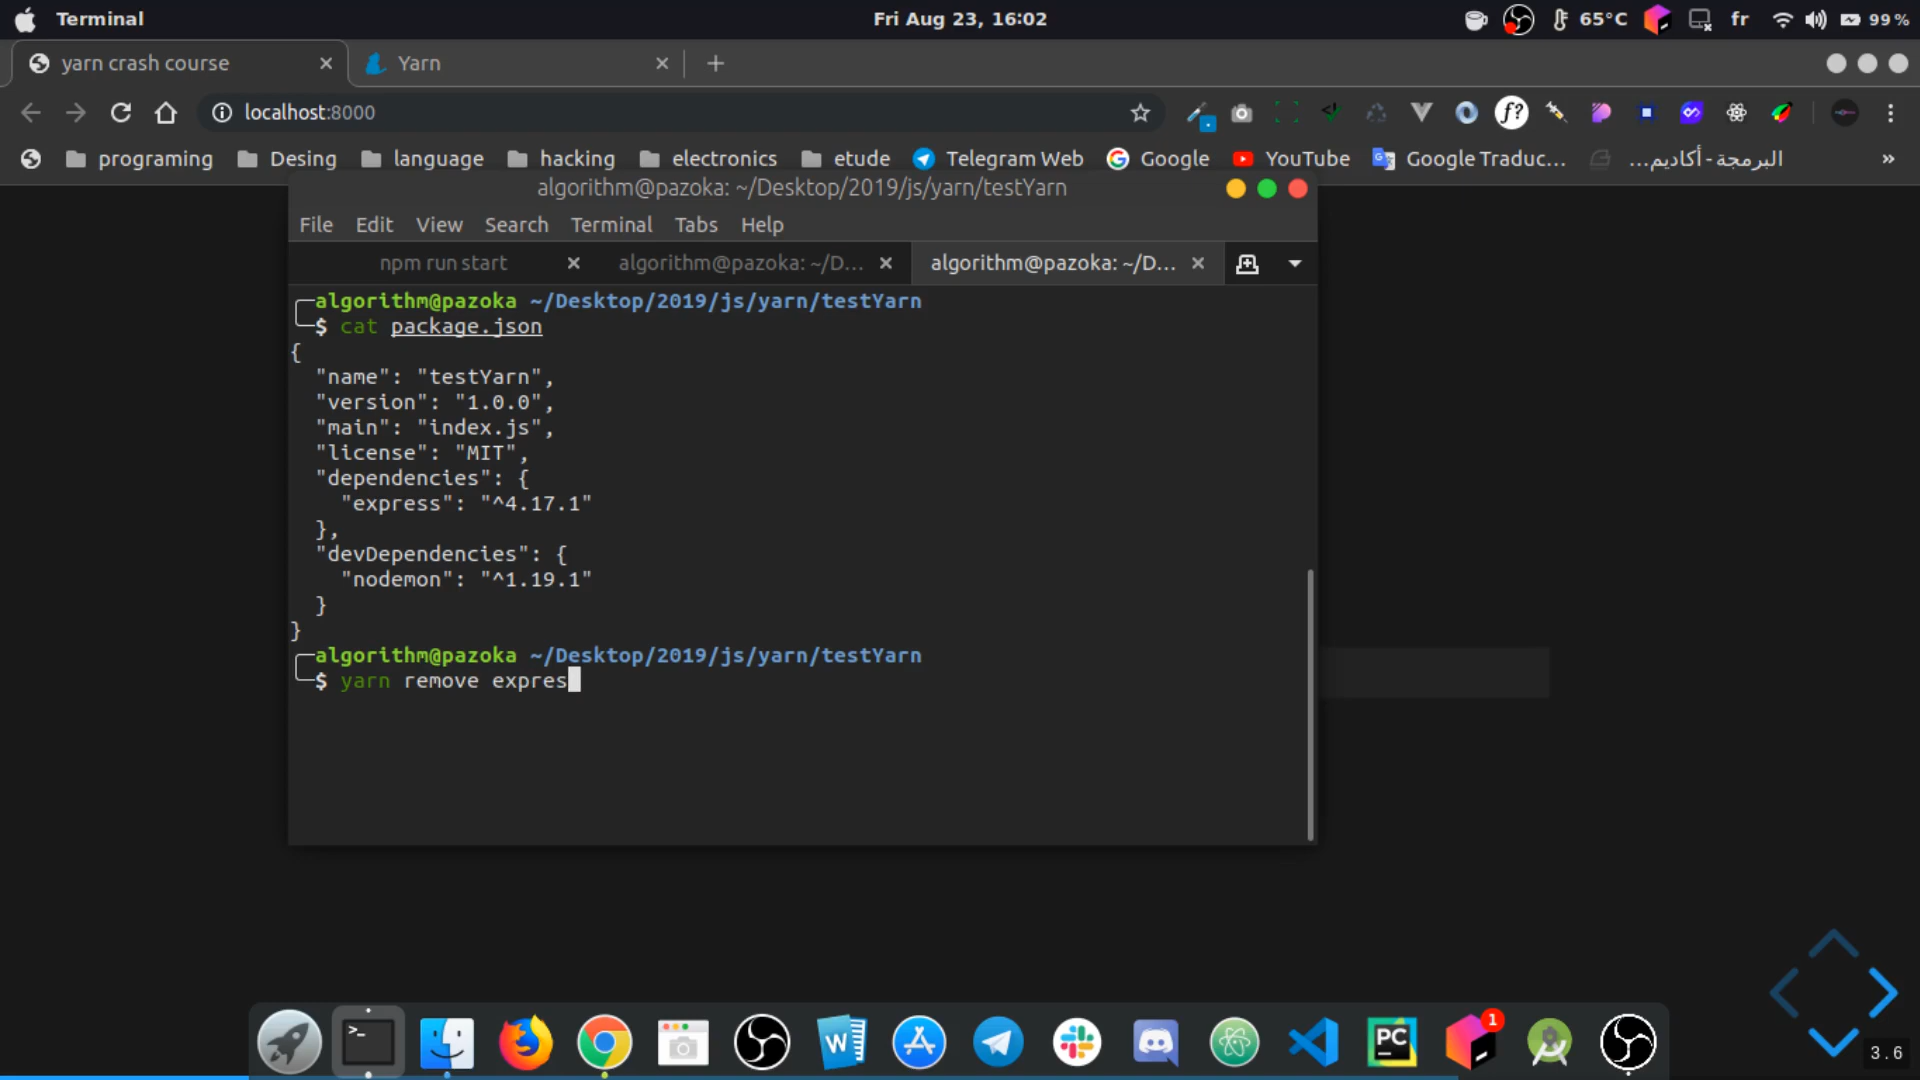 Terminal
Fri Aug 23, 16:02
65°C
fr
99%
yarn crash course
Yarn
localhost:8000
f?
programing
Desing
language
hacking
electronics
etude
Telegram Web
Google
YouTube
Google Traduc...
البرمجة - أكاديم...
»
algorithm@pazoka: ~/Desktop/2019/js/yarn/testYarn
File Edit View Search Terminal Tabs Help
npm run start
algorithm@pazoka: ~/D...
algorithm@pazoka: ~/D...
algorithm@pazoka ~/Desktop/2019/js/yarn/testYarn
$ cat package.json
{
"name": "testYarn",
"version": "1.0.0",
"main": "index.js",
"license": "MIT",
"dependencies": {
"express": "^4.17.1"
},
"devDependencies": {
"nodemon": "^1.19.1"
}
}
algorithm@pazoka ~/Desktop/2019/js/yarn/testYarn
$ yarn remove expres
>_
W
PC
1
3.6